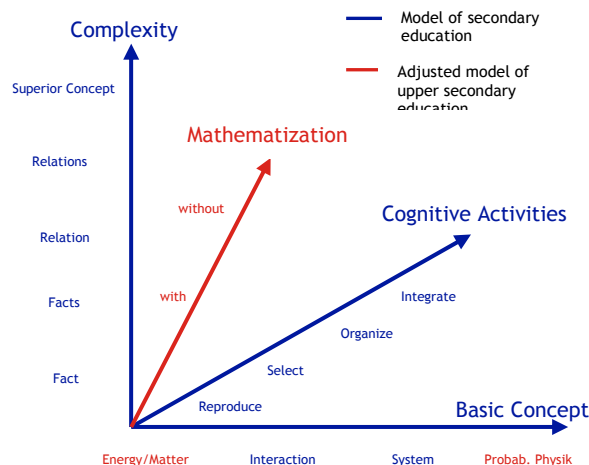 Complexity
Model of secondary
education
Adjusted model of
upper secondary
education
Superior Concept
Mathematization
Relations
without
Cognitive Activities
Relation
with
Integrate
Facts
Organize
Select
Fact
Reproduce
Basic Concept
Energy/Matter
Interaction
System
Probab. Physik